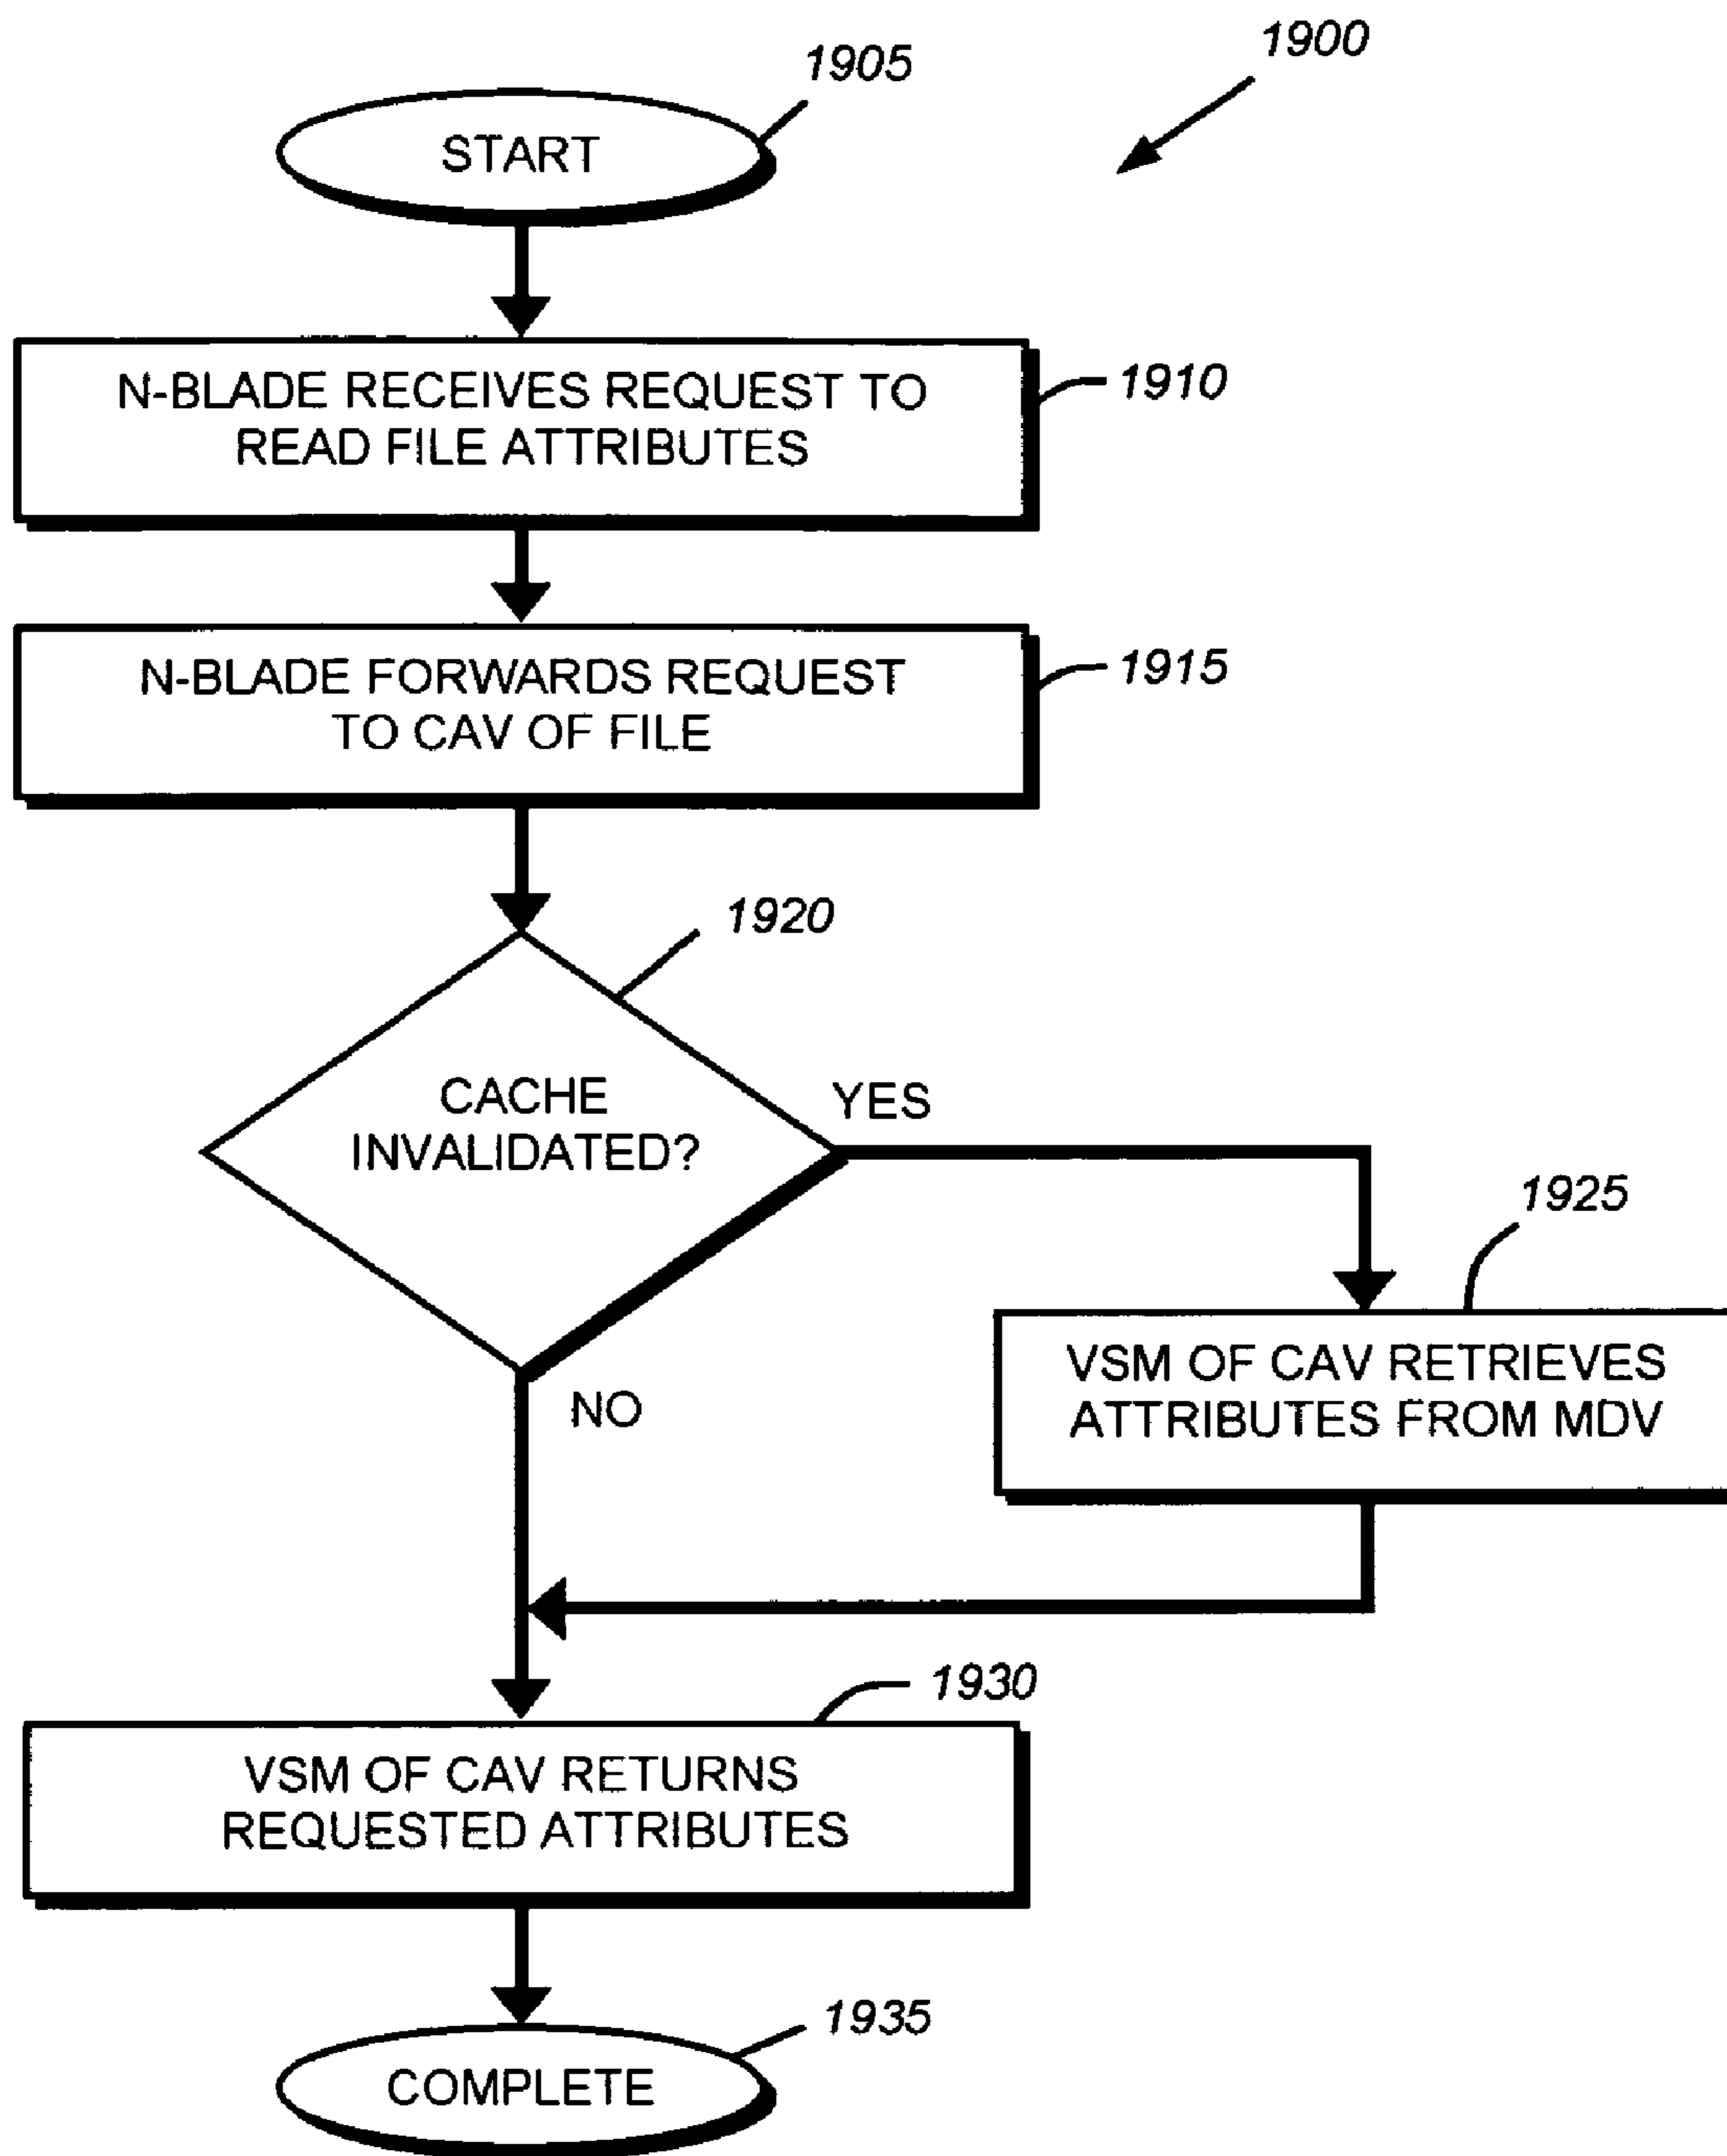 1900
1905
START
N-BLADE RECEIVES REQUEST TO
READ FILE ATTRIBUTES
1910
N-BLADE FORWARDS REQUEST
TO CAV OF FILE
1915
1920
CACHE
INVALIDATED?
YES
NO
1925
VSM OF CAV RETRIEVES
ATTRIBUTES FROM MDV
1930
VSM OF CAV RETURNS
REQUESTED ATTRIBUTES
1935
COMPLETE